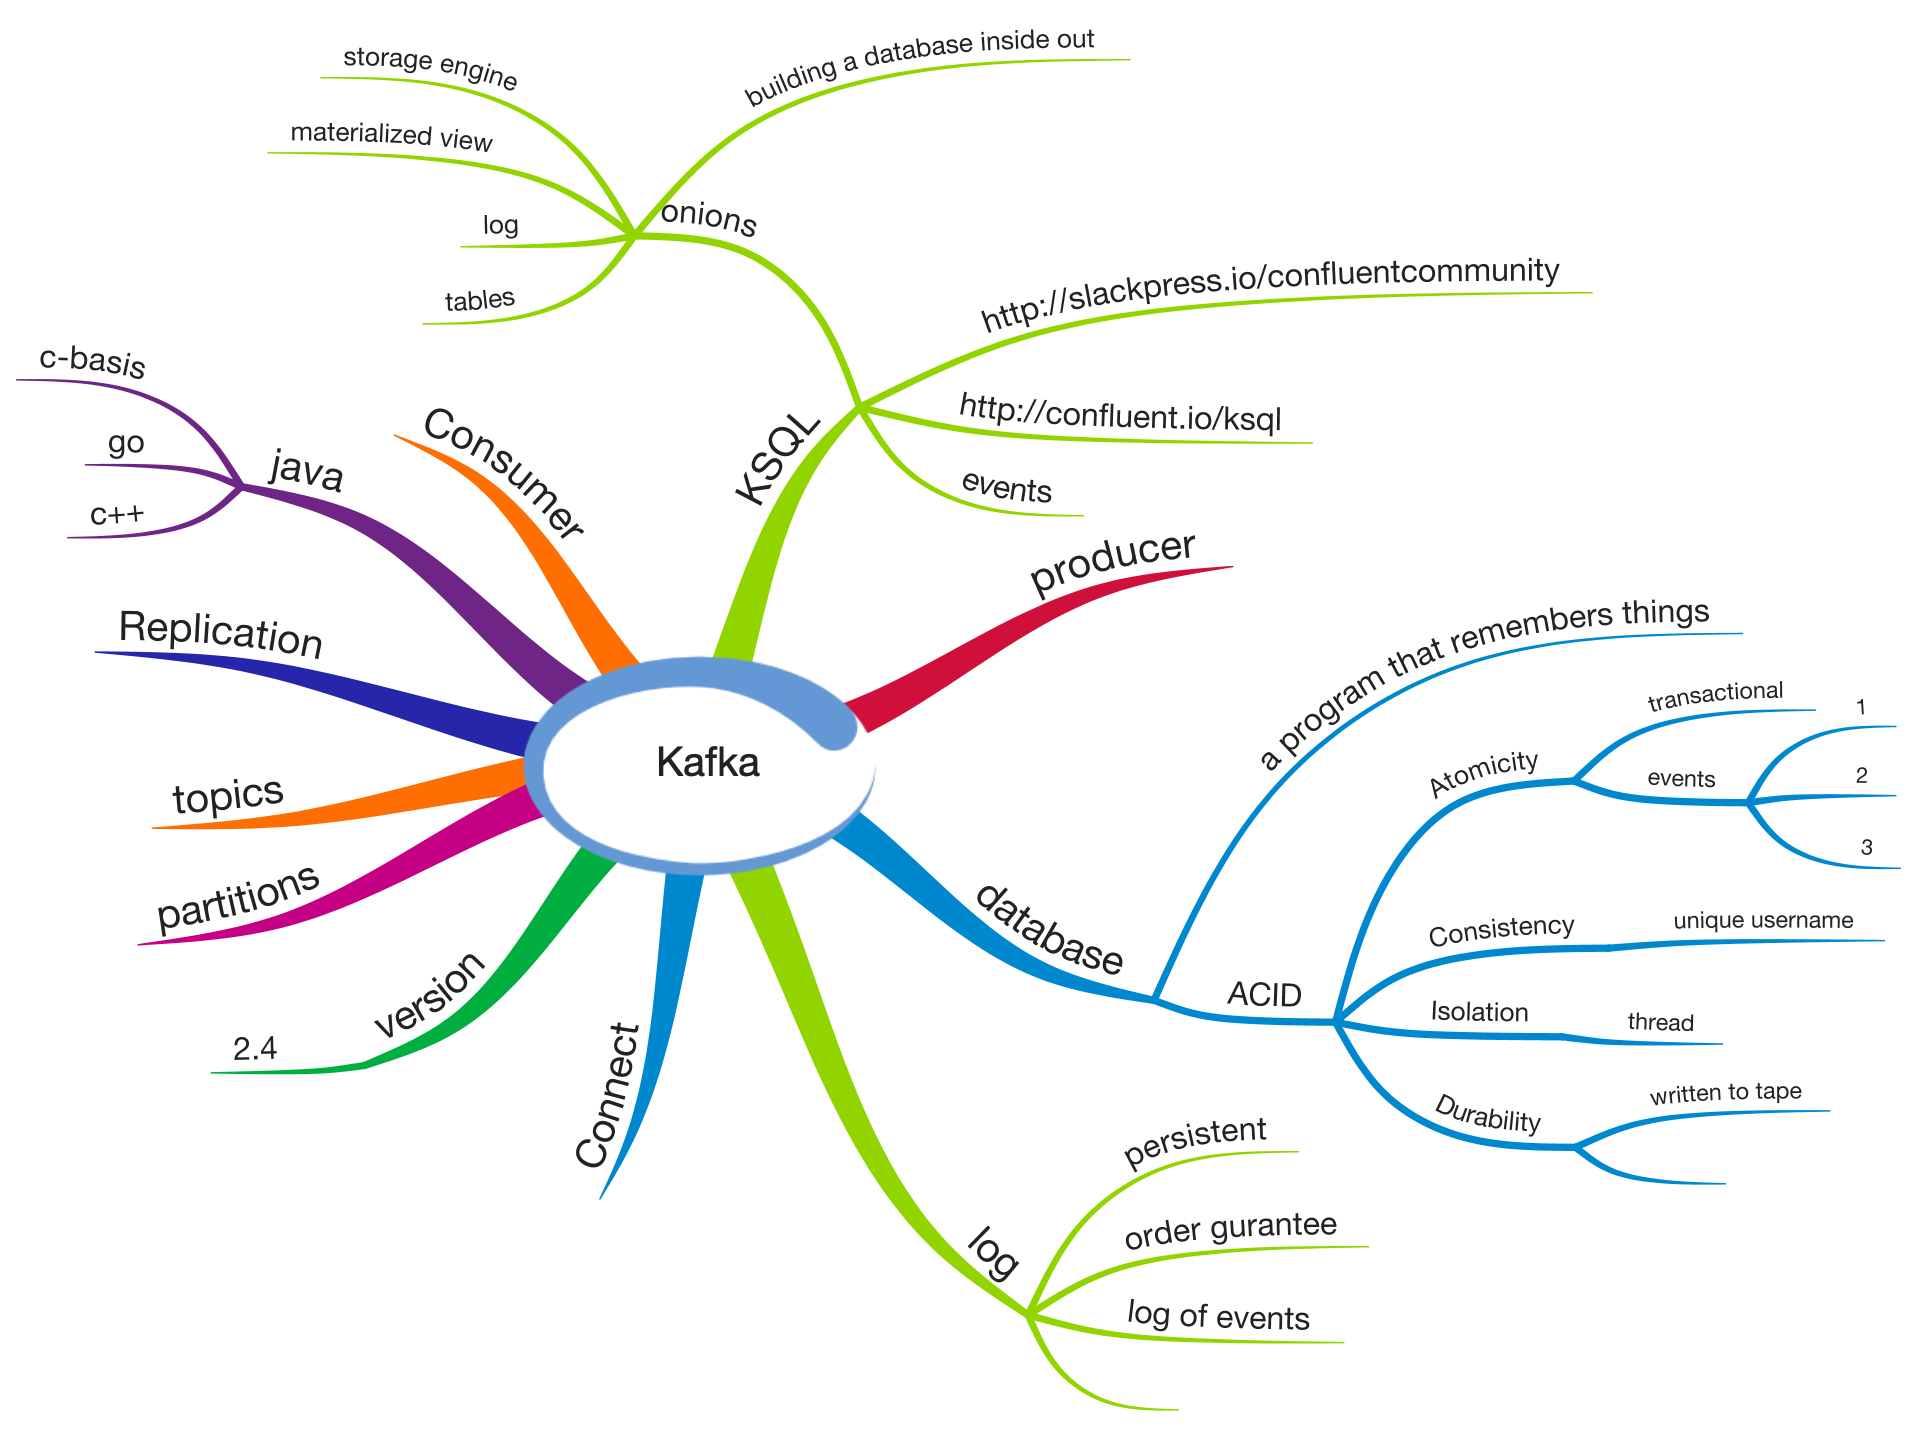 Kafka
KSQL
onions
building a database inside out
storage engine
materialized view
log
tables
http://slackpress.io/confluentcommunity
http://confluent.io/ksql
events
producer
database
a program that remembers things
ACID
Atomicity
transactional
events
1
2
3
Consistency
unique username
Isolation
thread
Durability
written to tape
log
persistent
order gurantee
log of events
Connect
version
2.4
partitions
topics
Replication
java
c-basis
go
c++
Consumer